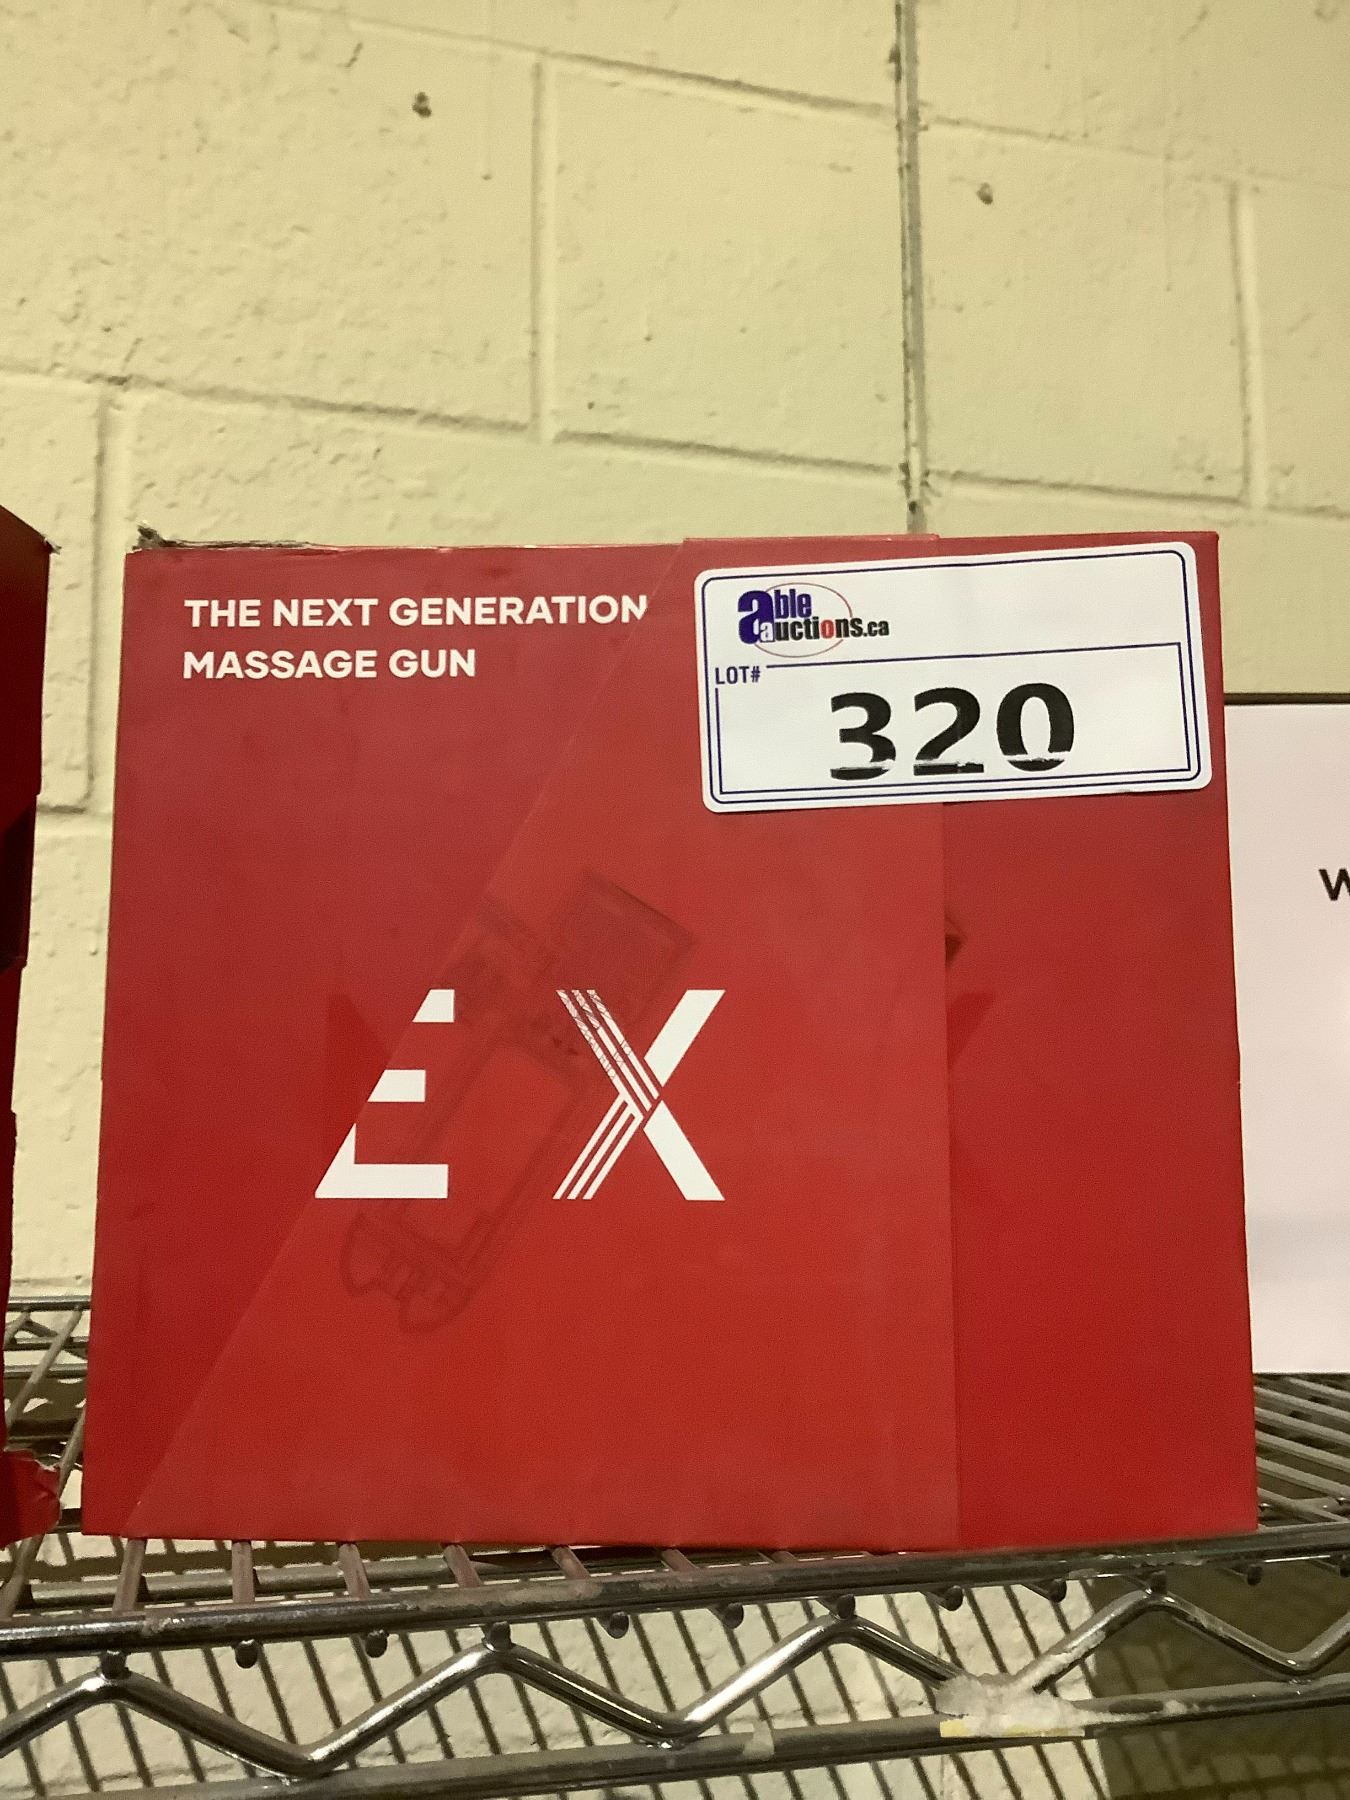 THE NEXT GENERATION
MASSAGE GUN
able
auctions.ca
LOT#
320
EX
W